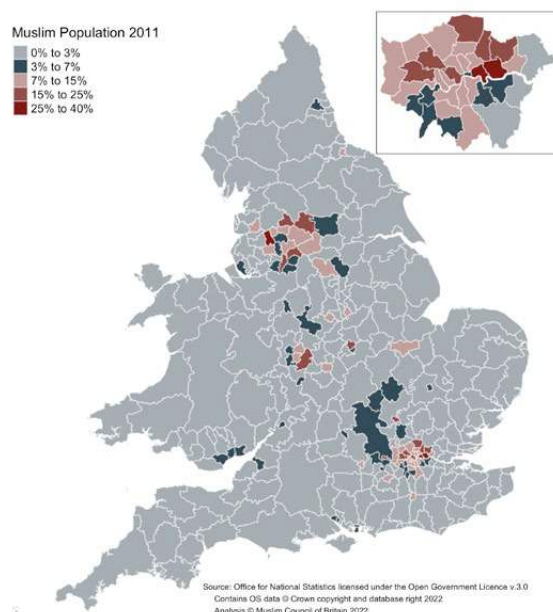 Muslim Population 2011
0% to 3%
3% to 7%
7% to 15%
15% to 25%
25% to 40%
Source: Office for National Statistics licensed under the Open Government Licence v.3.0
Contains OS data © Crown copyright and database right 2022
Analysis © Muslim Council of Britain 2022